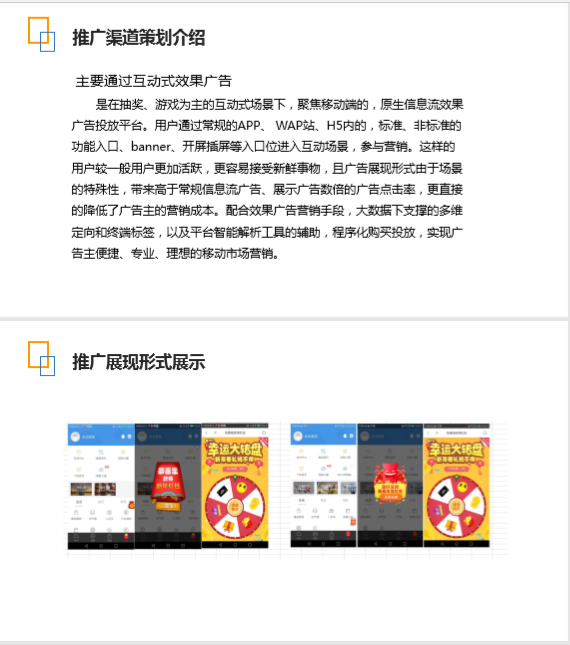 推广渠道策划介绍
主要通过互动式效果广告
是在抽奖、游戏为主的互动式场景下，聚焦移动端的，原生信息流效果
广告投放平台。用户通过常规的APP、 WAP站、H5内的，标准、非标准的
功能入口、banner、开屏插屏等入口位进入互动场景，参与营销。这样的
用户较一般用户更加活跃，更容易接受新鲜事物，且广告展现形式由于场景
的特殊性，带来高于常规信息流广告、展示广告数倍的广告点击率，更直接
的降低了广告主的营销成本。配合效果广告营销手段，大数据下支撑的多维
定向和终端标签，以及平台智能解析工具的辅助，程序化购买投放，实现广
告主便捷、专业、理想的移动市场营销。
推广展现形式展示
幸运大转盘
幸运大转盘